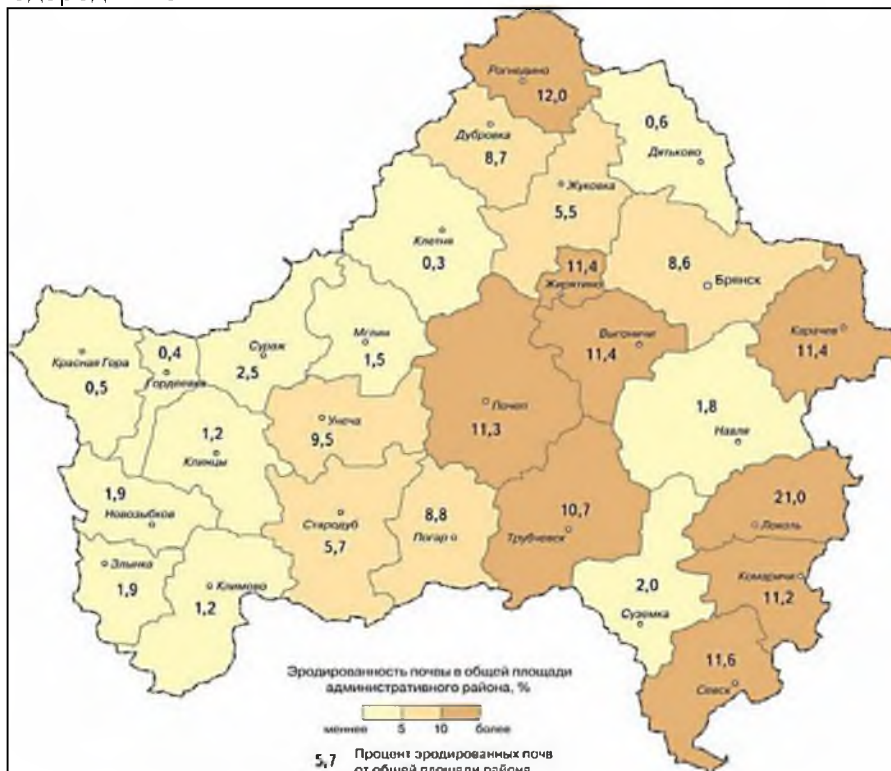 Рогнедино
12,0
0,6
Дятьково
Дубровка
8,7
Жуковка
5,5
Клетня
0,3
11,4
Жирятино
8,6
Брянск
Карачев
11,4
Выгоничи
11,4
Мглин
1,5
Сураж
2,5
0,4
Гордеевка
Красная Гора
0,5
Почеп
11,3
1,8
Навля
Унеча
9,5
1,2
Клинцы
1,9
Новозыбков
Стародуб
5,7
8,8
Погар
10,7
Трубчевск
21,0
Локоть
Злынка
1,9
Климово
1,2
2,0
Суземка
Комаричи
11,2
11,6
Севск
Эродированность почвы в общей площади
административного района, %
менее 5 10 более
5,7 Процент эродированных почв
от общей площади района